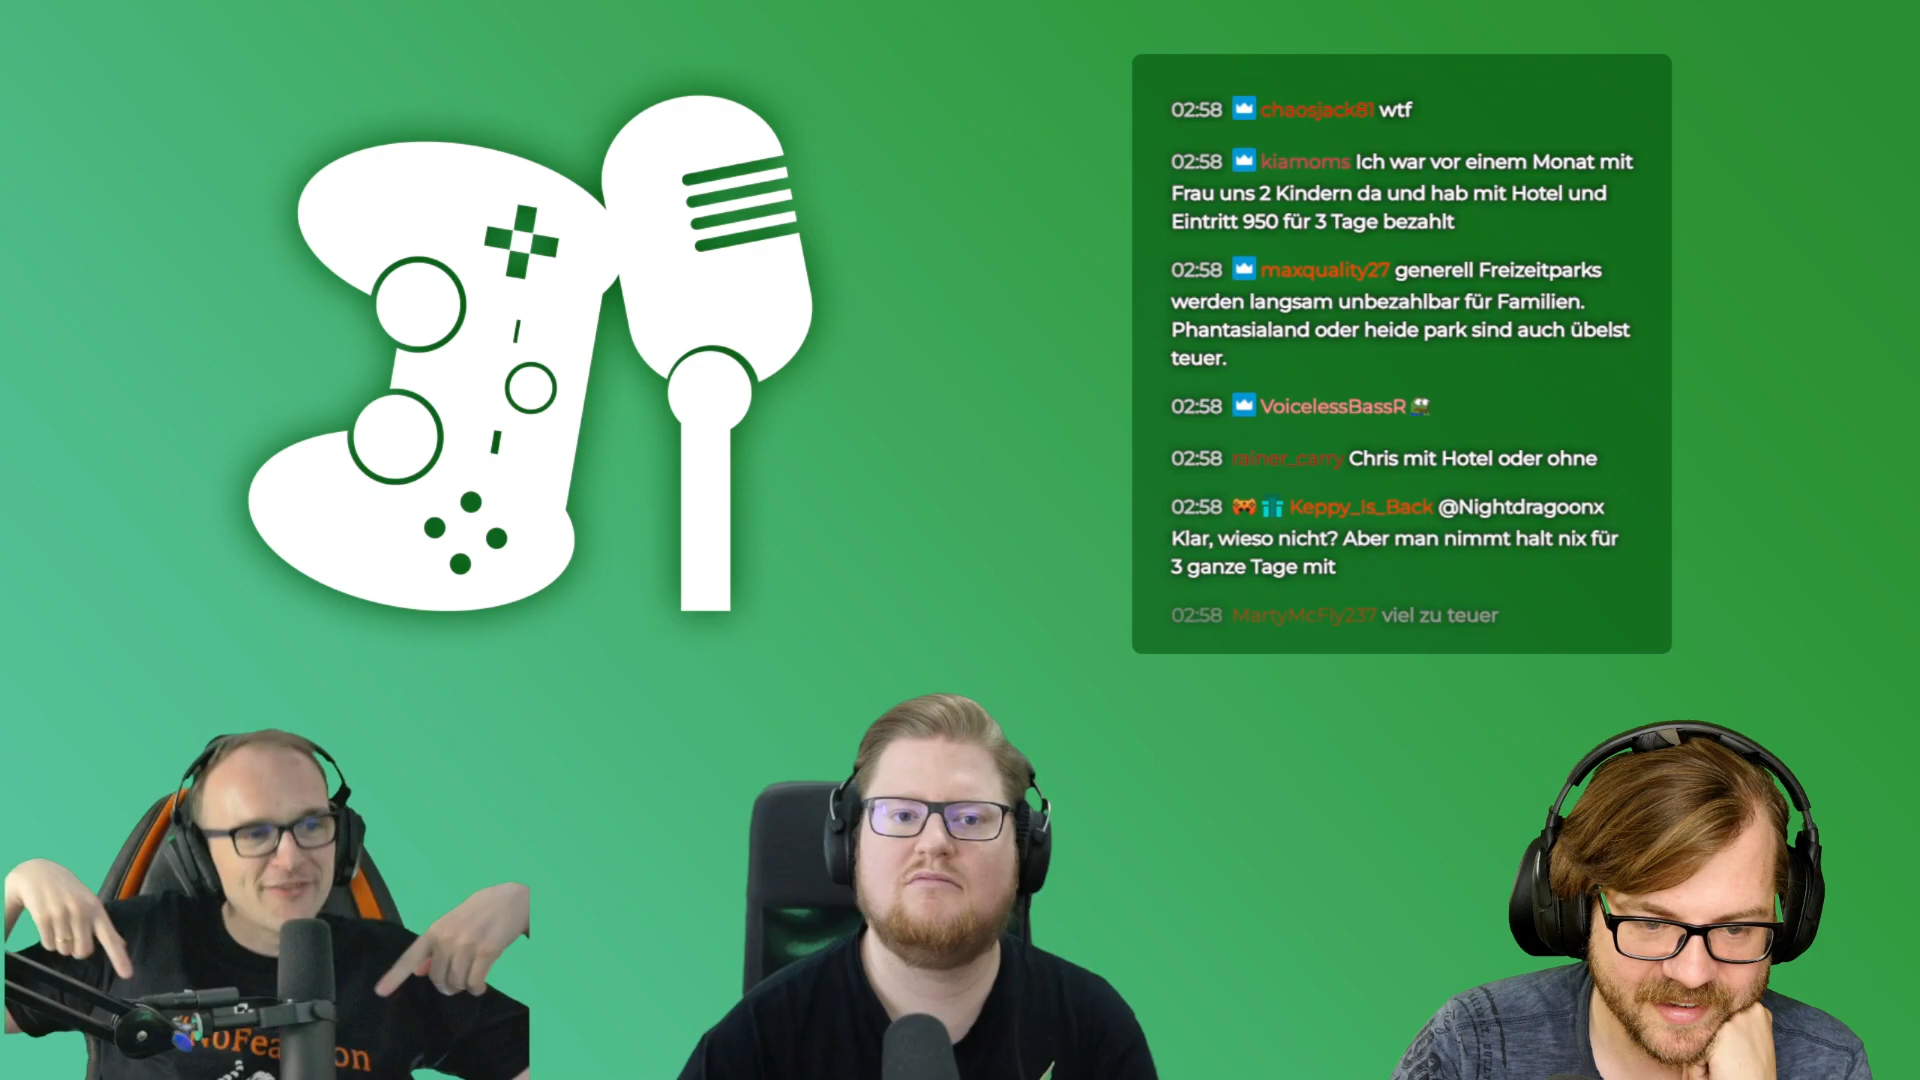 02:58 chaosjack81 wtf
02:58 kiamoms Ich war vor einem Monat mit
Frau uns 2 Kindern da und hab mit Hotel und
Eintritt 950 für 3 Tage bezahlt
02:58 maxquality27 generell Freizeitparks
werden langsam unbezahlbar für Familien.
Phantasialand oder heide park sind auch übelst
teuer.
02:58 VoicelessBassR
02:58 rainer_carry Chris mit Hotel oder ohne
02:58 Keppy_Is_Back @Nightdragoonx
Klar, wieso nicht? Aber man nimmt halt nix für
3 ganze Tage mit
02:58 MartyMcFly237 viel zu teuer